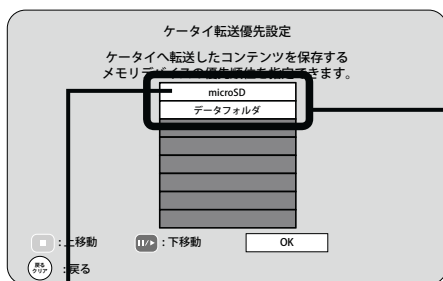 ケータイ転送優先設定
ケータイへ転送したコンテンツを保存する
メモリデバイスの優先順位を指定できます。
microSD
データフォルダ
:上移動 :下移動 OK
戻る
クリア :戻る